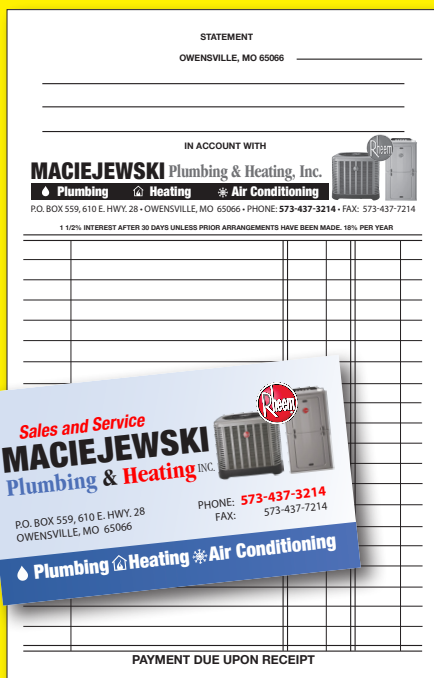 STATEMENT
OWENSVILLE, MO 65066
IN ACCOUNT WITH
Rheem
MACIEJEWSKI Plumbing & Heating, Inc.
Plumbing Heating Air Conditioning
P.O. BOX 559, 610 E. HWY. 28 • OWENSVILLE, MO 65066 • PHONE: 573-437-3214 • FAX: 573-437-7214
1 1/2% INTEREST AFTER 30 DAYS UNLESS PRIOR ARRANGEMENTS HAVE BEEN MADE. 18% PER YEAR
Rheem
Sales and Service
MACIEJEWSKI
Plumbing & Heating INC.
P.O. BOX 559, 610 E. HWY. 28
OWENSVILLE, MO 65066
PHONE: 573-437-3214
FAX: 573-437-7214
Plumbing Heating Air Conditioning
PAYMENT DUE UPON RECEIPT